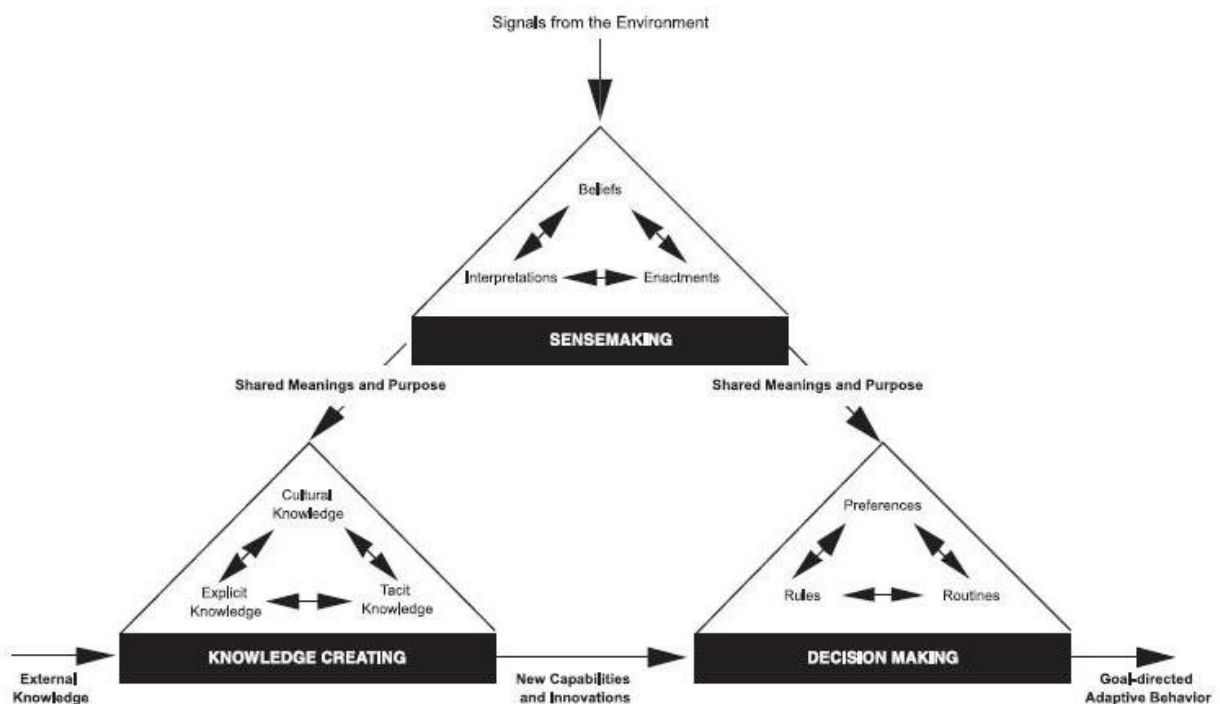 Signals from the Environment
Beliefs
Interpretations
Enactments
SENSEMAKING
Shared Meanings and Purpose
Shared Meanings and Purpose
Cultural
Knowledge
Explicit
Knowledge
Tacit
Knowledge
Preferences
Rules
Routines
KNOWLEDGE CREATING
DECISION MAKING
External
Knowledge
New Capabilities
and Innovations
Goal-directed
Adaptive Behavior